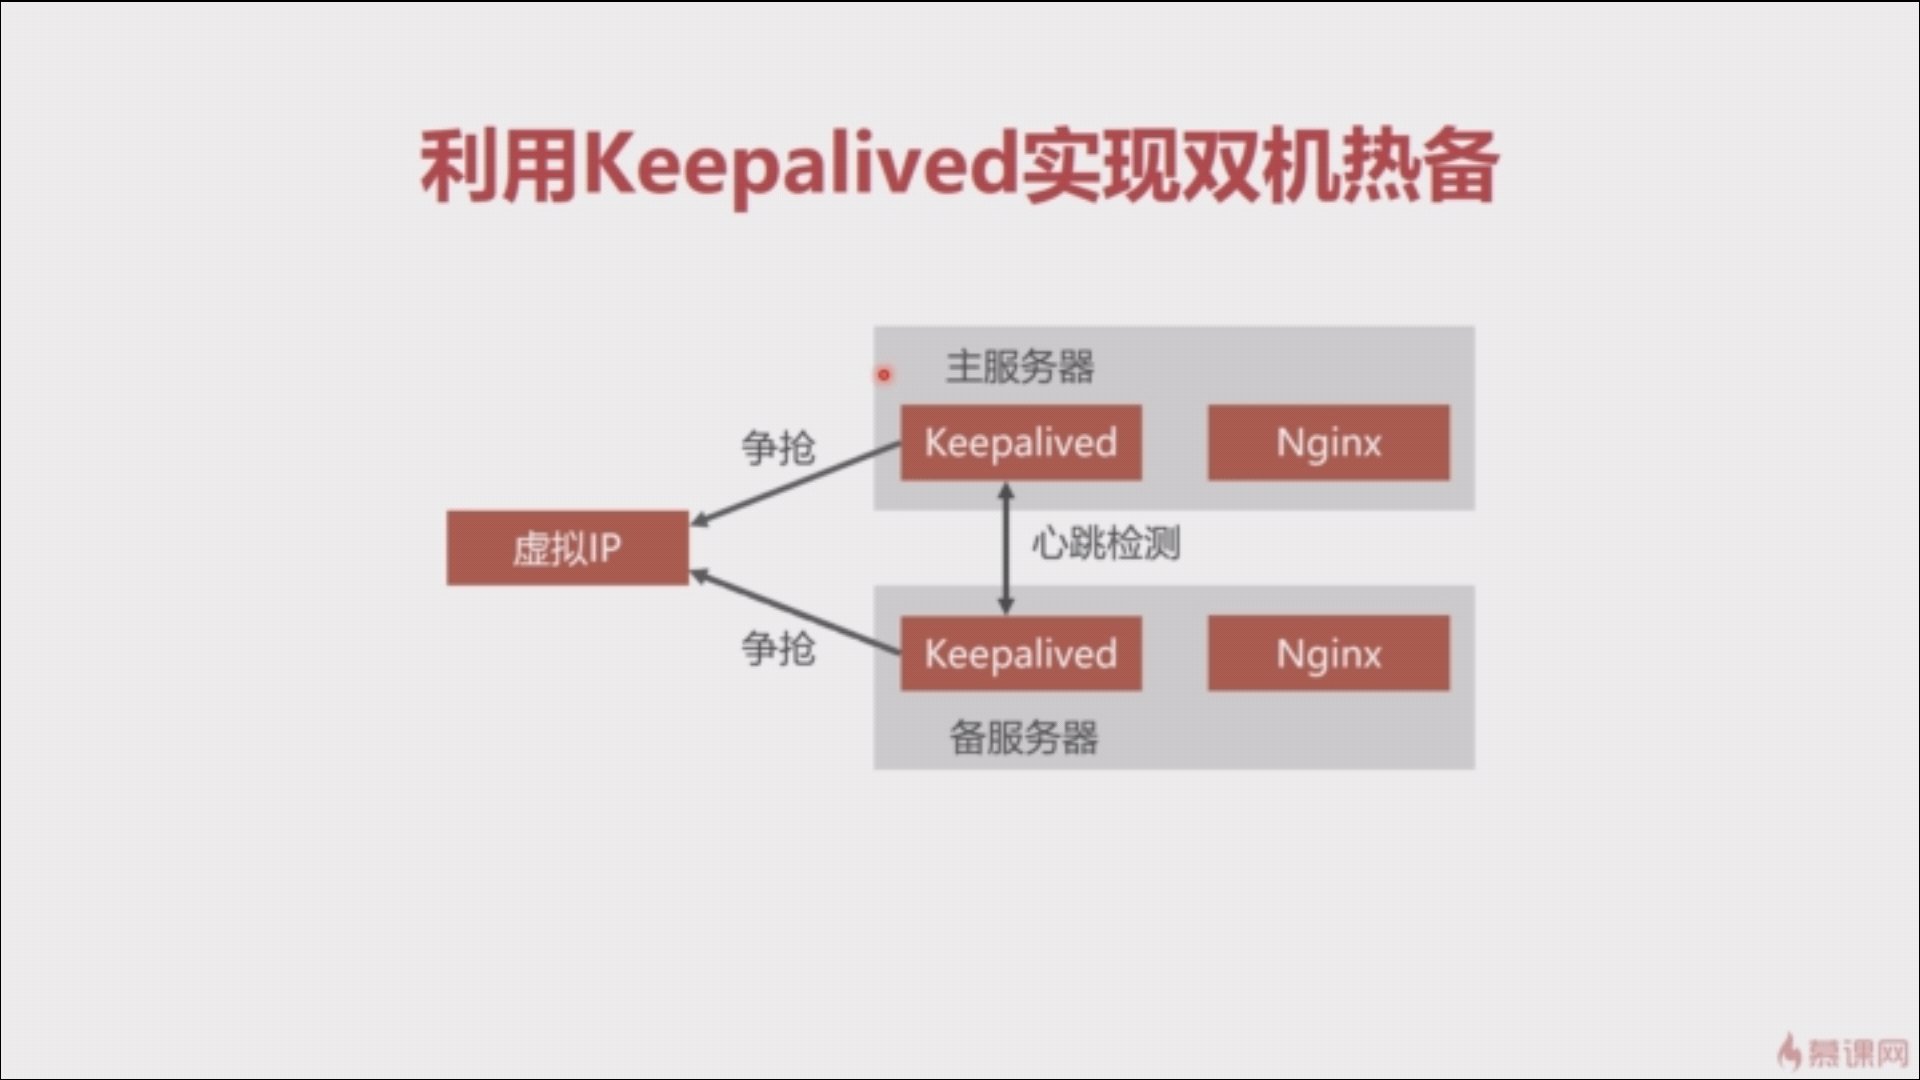 利用Keepalived实现双机热备
主服务器
Keepalived
Nginx
争抢
虚拟IP
心跳检测
争抢
Keepalived
Nginx
备服务器
慕课网